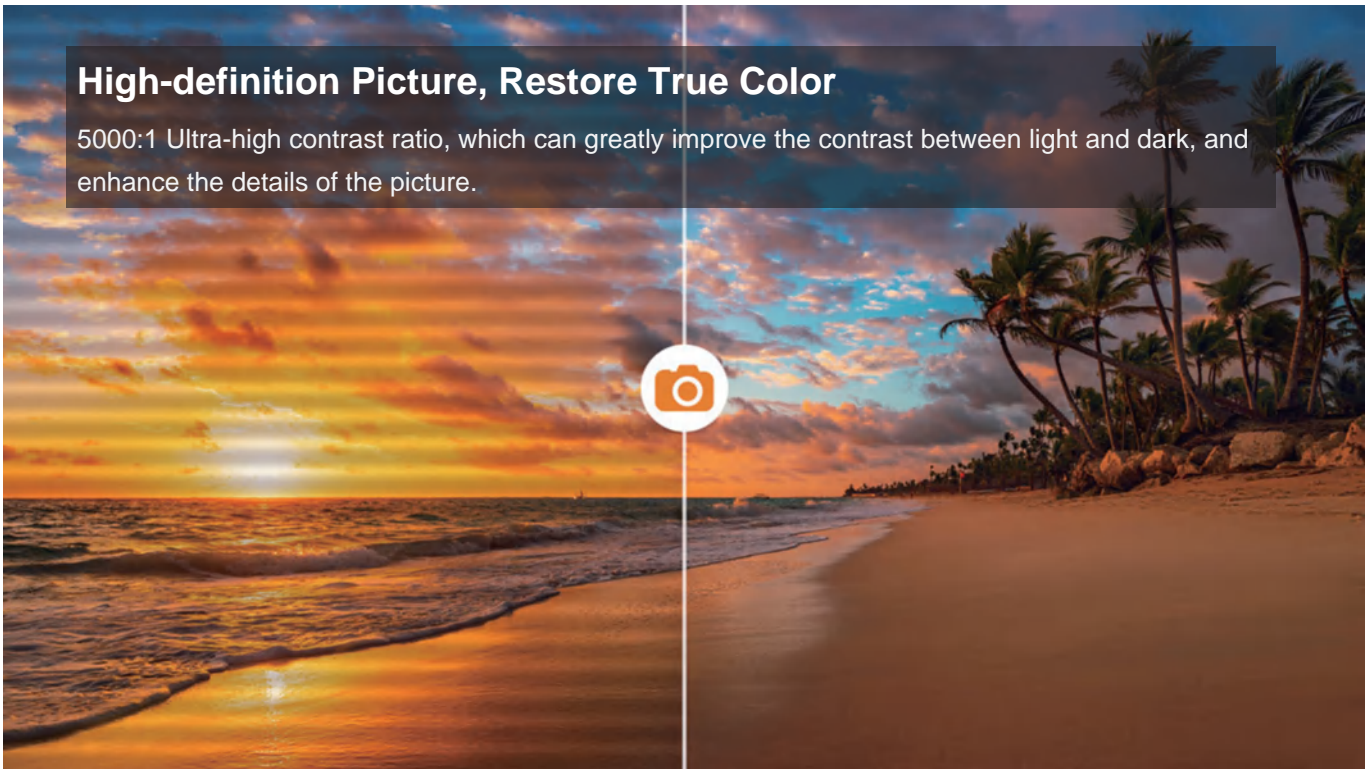 High-definition Picture, Restore True Color
5000:1 Ultra-high contrast ratio, which can greatly improve the contrast between light and dark, and
enhance the details of the picture.